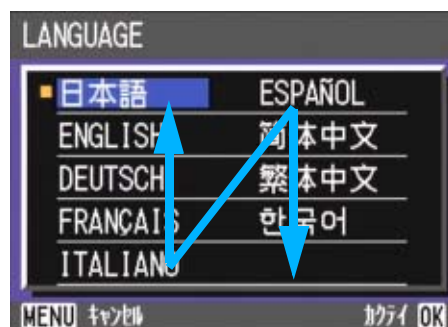 LANGUAGE
日本語
ENGLISH
DEUTSCH
FRANÇAIS
ITALIANO
ESPAÑOL
简体中文
繁体中文
한국어
MENU ｷｬﾝｾﾙ
ｶｸﾃｲ OK